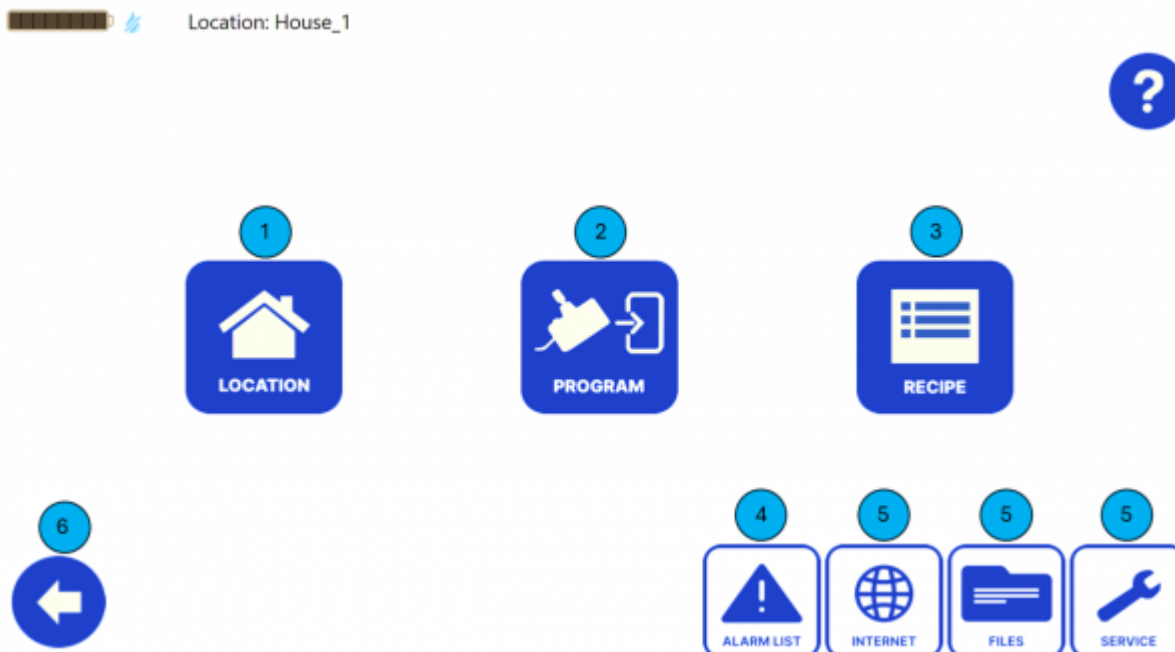 Location: House_1
?
1
2
3
LOCATION
PROGRAM
RECIPE
4
5
5
5
6
!
ALARM LIST
INTERNET
FILES
SERVICE